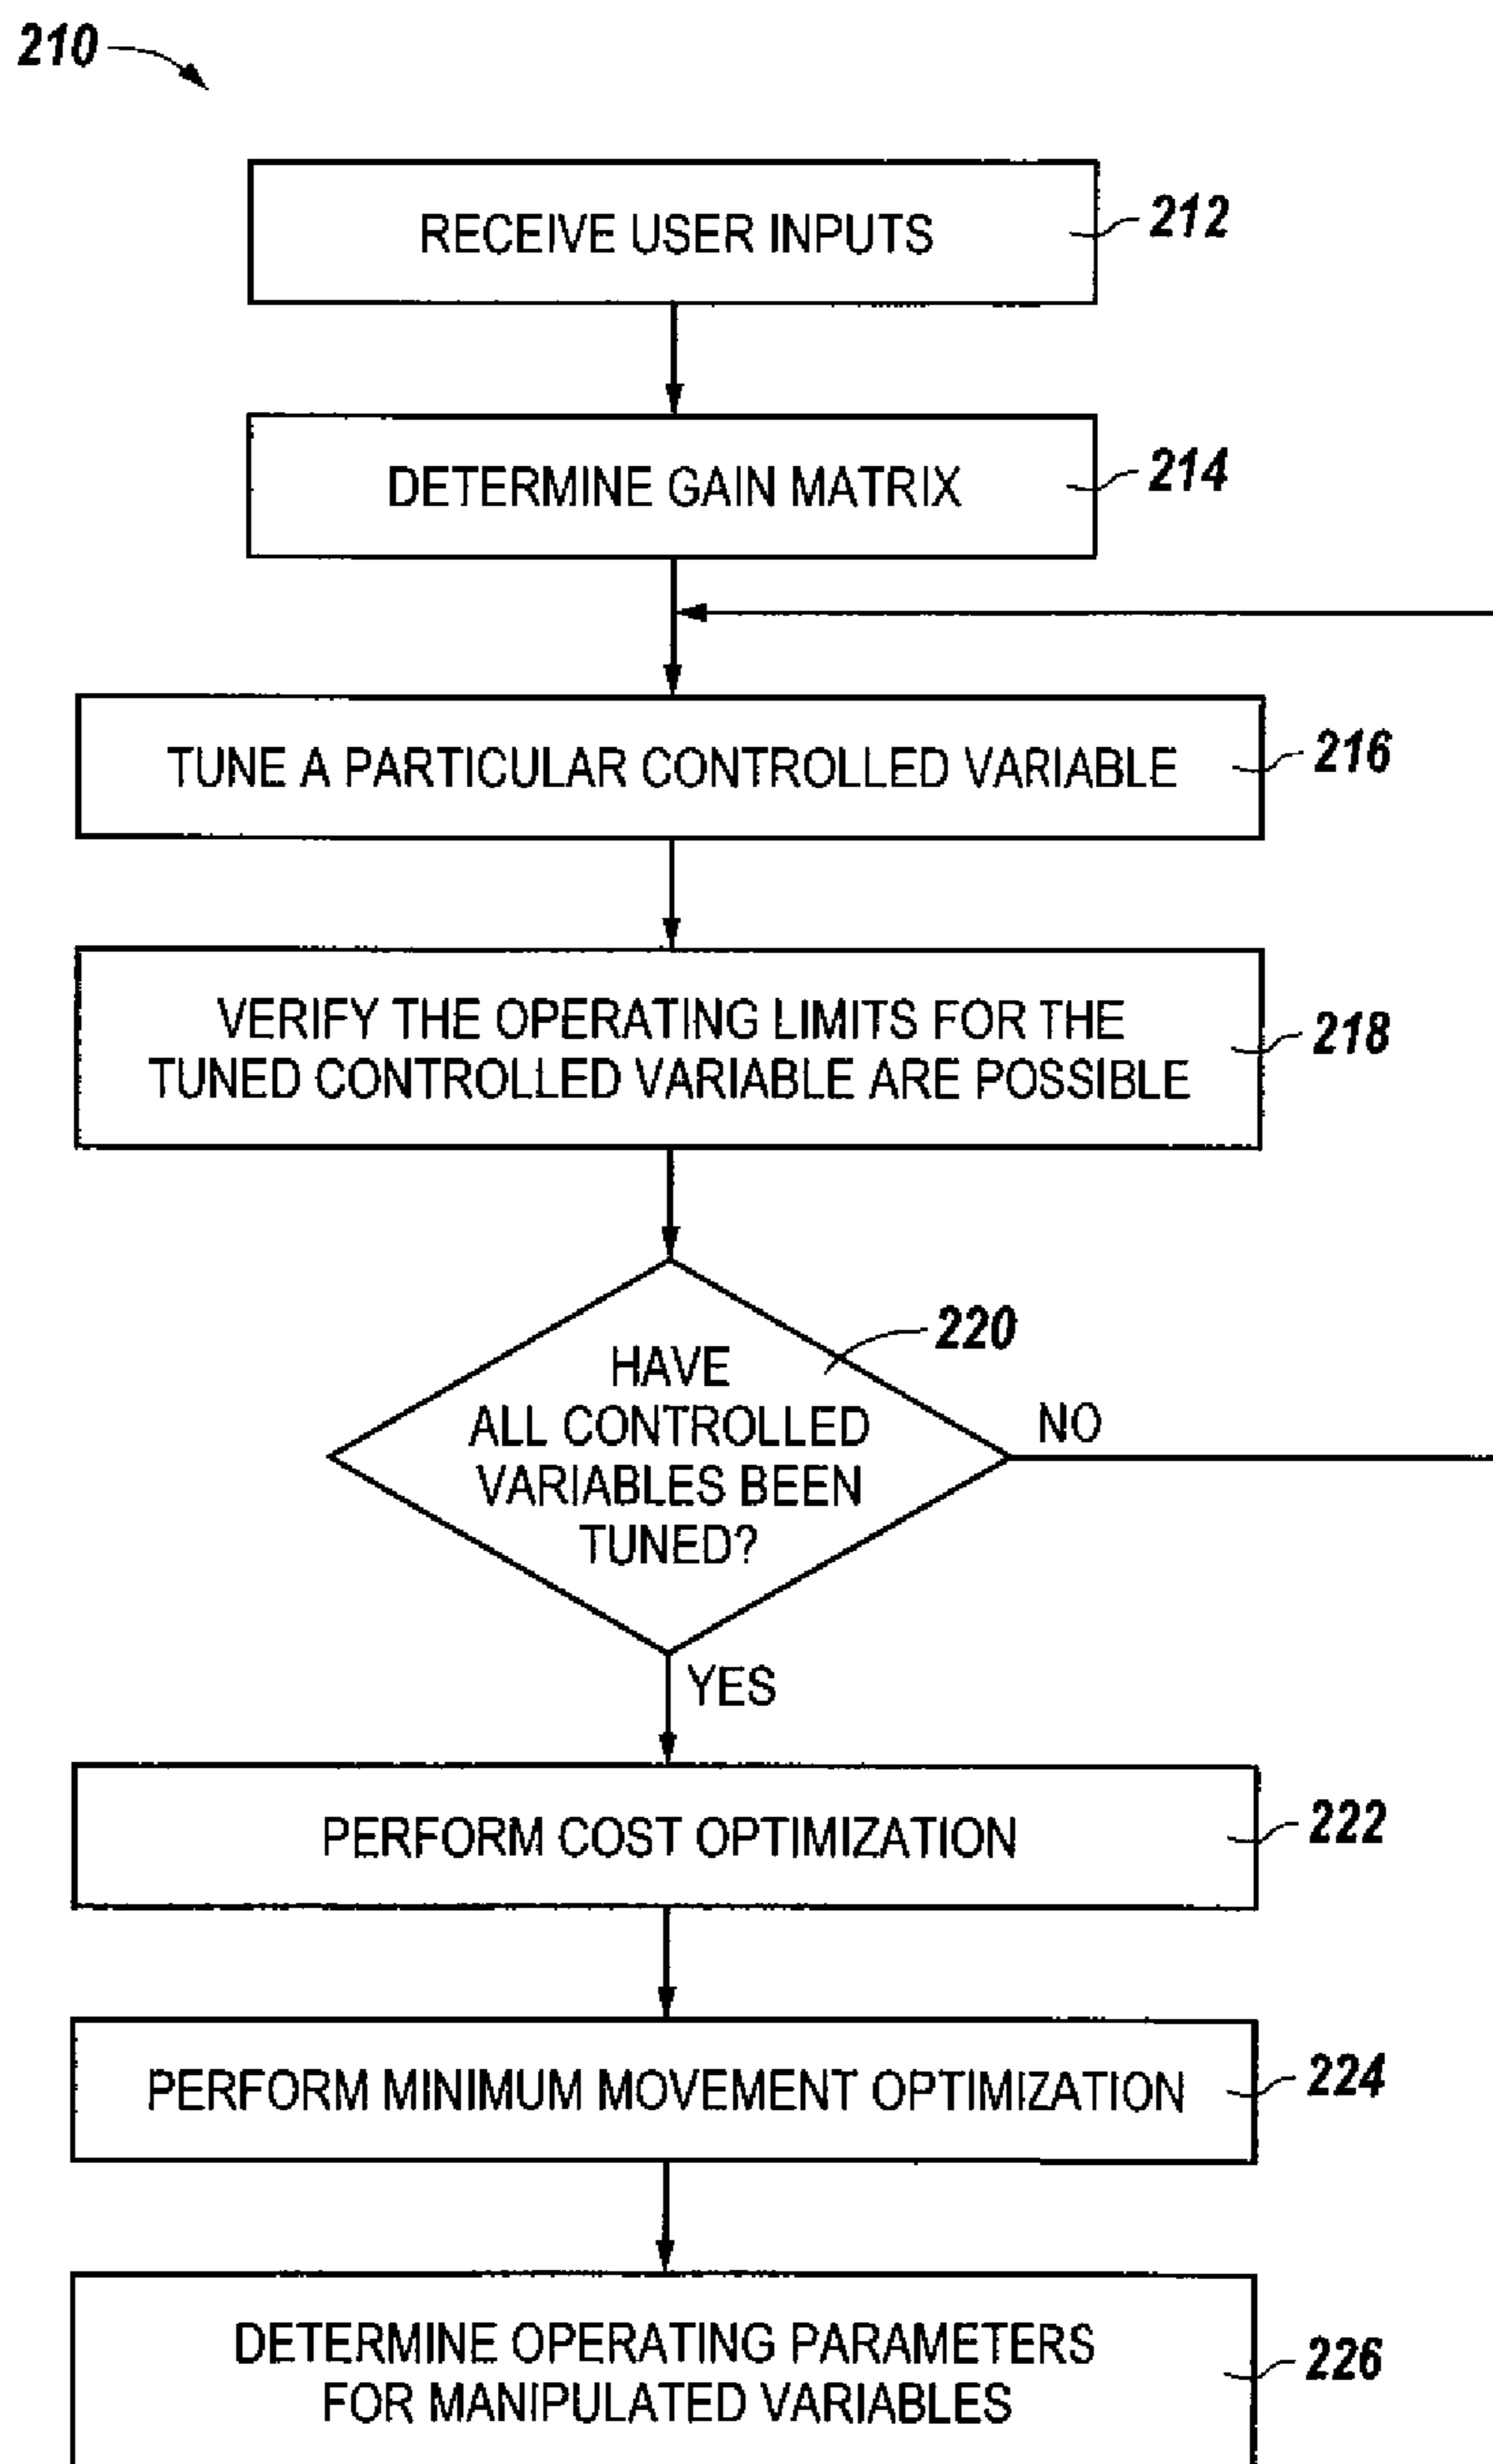 210
RECEIVE USER INPUTS
212
DETERMINE GAIN MATRIX
214
TUNE A PARTICULAR CONTROLLED VARIABLE
216
VERIFY THE OPERATING LIMITS FOR THE
TUNED CONTROLLED VARIABLE ARE POSSIBLE
218
220
HAVE
ALL CONTROLLED
VARIABLES BEEN
TUNED?
NO
YES
PERFORM COST OPTIMIZATION
222
PERFORM MINIMUM MOVEMENT OPTIMIZATION
224
DETERMINE OPERATING PARAMETERS
FOR MANIPULATED VARIABLES
226